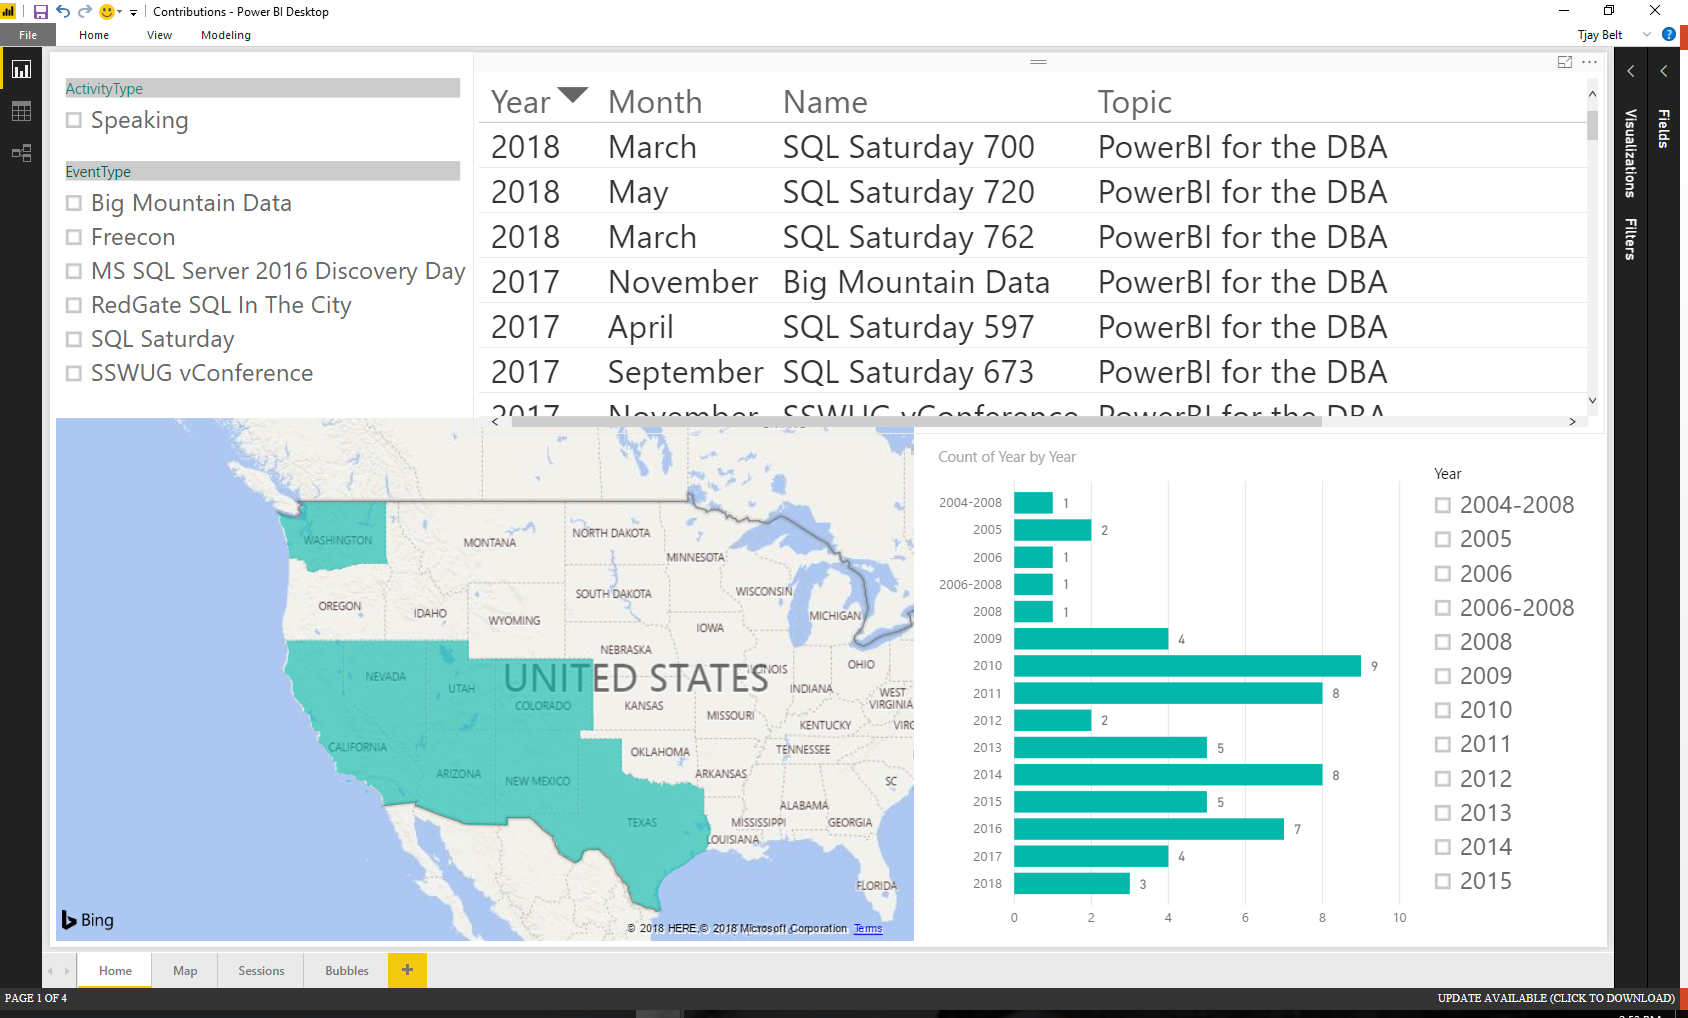 Contributions - Power BI Desktop
File Home View Modeling Tjay Belt ?
ActivityType
Speaking
EventType
Big Mountain Data
Freecon
MS SQL Server 2016 Discovery Day
RedGate SQL In The City
SQL Saturday
SSWUG vConference
Year Month Name Topic
2018 March SQL Saturday 700 PowerBI for the DBA
2018 May SQL Saturday 720 PowerBI for the DBA
2018 March SQL Saturday 762 PowerBI for the DBA
2017 November Big Mountain Data PowerBI for the DBA
2017 April SQL Saturday 597 PowerBI for the DBA
2017 September SQL Saturday 673 PowerBI for the DBA
2017 November SSWUG vConference PowerBI for the DBA
Visualizations
Filters
Fields
WASHINGTON
MONTANA
NORTH DAKOTA
MINNESOTA
OREGON
IDAHO
WYOMING
SOUTH DAKOTA
WISCONSIN
MICHIGAN
IOWA
NEBRASKA
UNITED STATES
NEVADA
UTAH
COLORADO
KANSAS
MISSOURI
INDIANA
OHIO
WEST
VIRGINIA
KENTUCKY
CALIFORNIA
ARIZONA
NEW MEXICO
OKLAHOMA
ARKANSAS
TENNESSEE
SC
TEXAS
LOUISIANA
MISSISSIPPI
ALABAMA
GEORGIA
FLORIDA
Bing
© 2018 HERE, © 2018 Microsoft Corporation Terms
Count of Year by Year
2004-2008 1
2005 2
2006 1
2006-2008 1
2008 1
2009 4
2010 9
2011 8
2012 2
2013 5
2014 8
2015 5
2016 7
2017 4
2018 3
0 2 4 6 8 10
Year
2004-2008
2005
2006
2006-2008
2008
2009
2010
2011
2012
2013
2014
2015
Home Map Sessions Bubbles +
PAGE 1 OF 4
UPDATE AVAILABLE (CLICK TO DOWNLOAD)